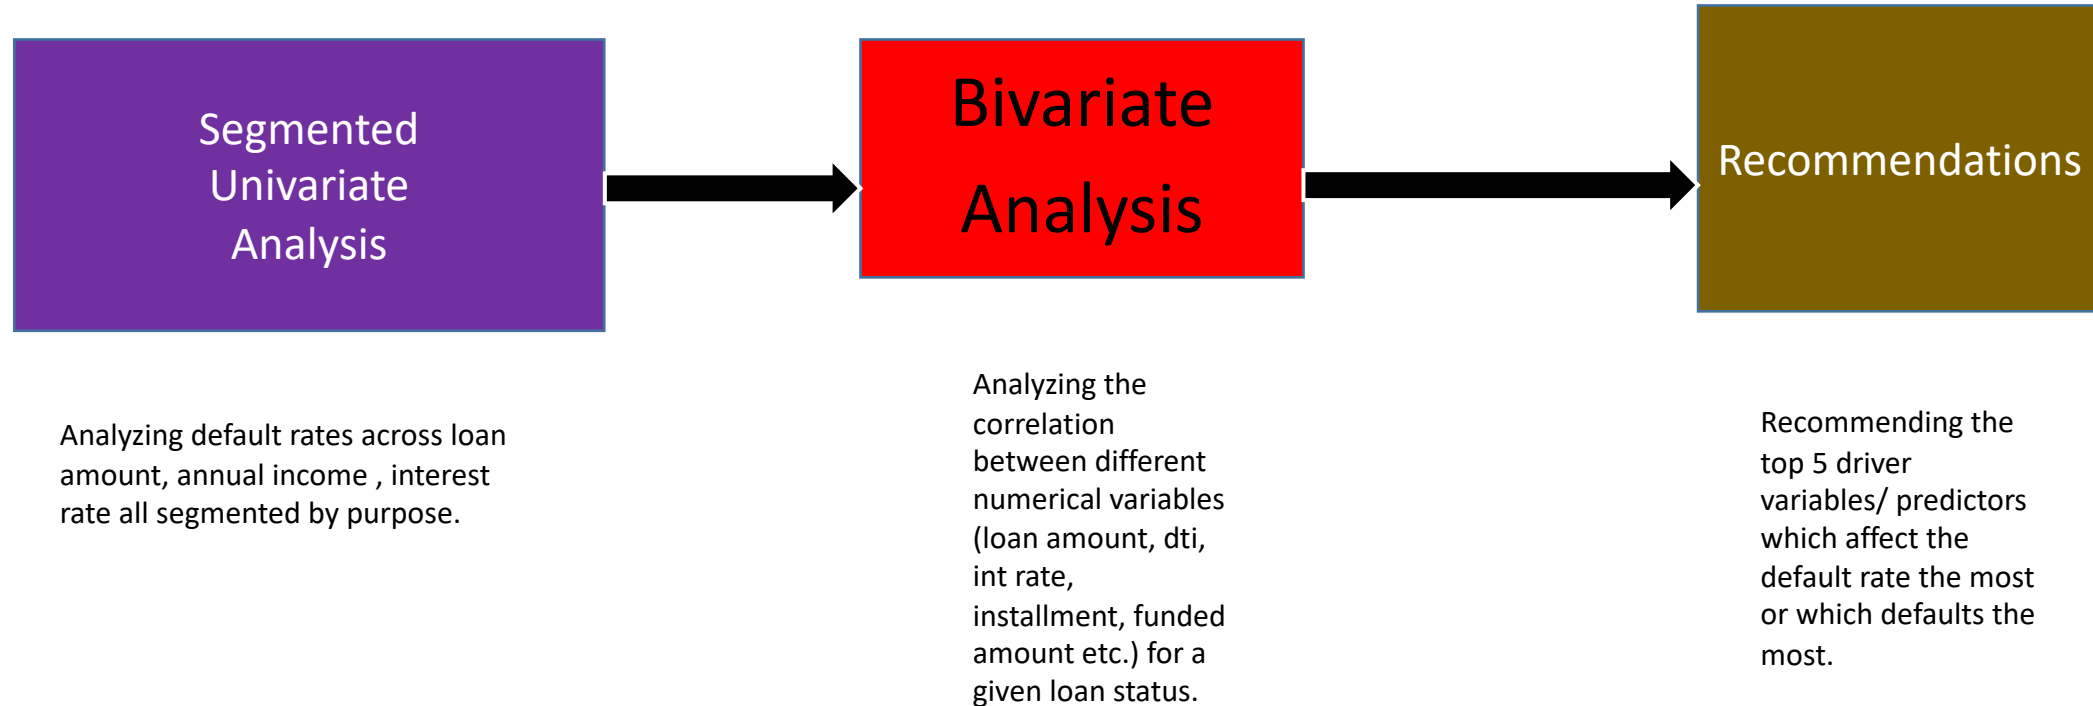 Segmented
Univariate
Analysis
Bivariate
Analysis
Recommendations
Analyzing default rates across loan
amount, annual income , interest
rate all segmented by purpose.
Analyzing the
correlation
between different
numerical variables
(loan amount, dti,
int rate,
installment, funded
amount etc.) for a
given loan status.
Recommending the
top 5 driver
variables/ predictors
which affect the
default rate the most
or which defaults the
most.